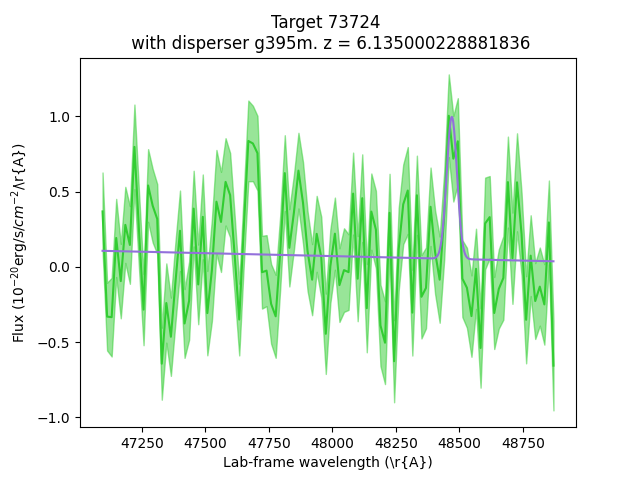 Target 73724
with disperser g395m. z = 6.135000228881836
Flux (10^{-20}erg/s/cm^{-2}/\r{A})
1.0
0.5
0.0
−0.5
−1.0
47250 47500 47750 48000 48250 48500 48750
Lab-frame wavelength (\r{A})